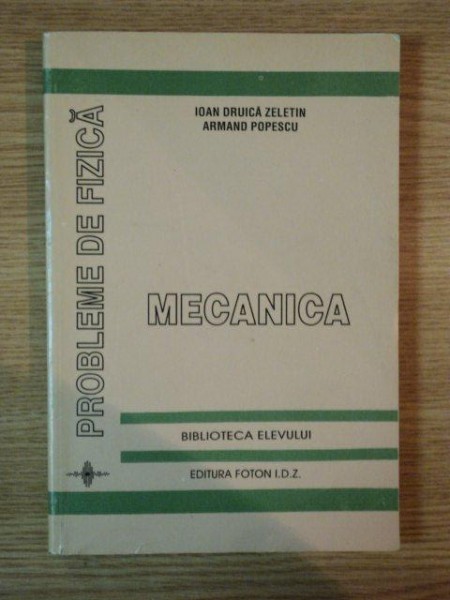 IOAN DRUICĂ ZELETIN
ARMAND POPESCU
PROBLEME DE FIZICĂ
MECANICA
BIBLIOTECA ELEVULUI
EDITURA FOTON I.D.Z.